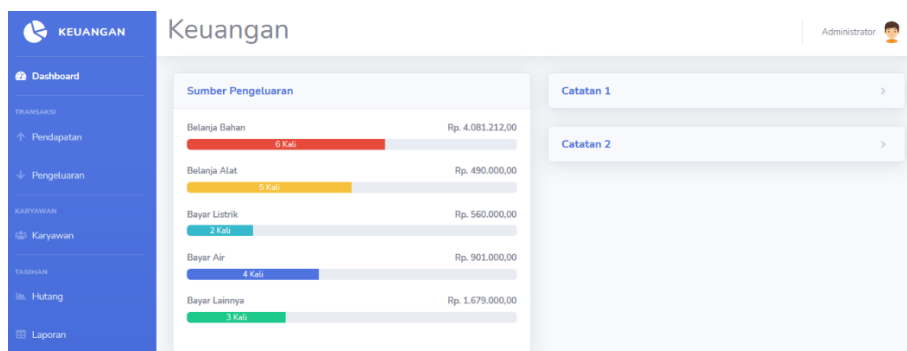 KEUANGAN
Dashboard
TRANSAKSI
Pendapatan
Pengeluaran
KARYAWAN
Karyawan
TAGIHAN
Hutang
Laporan
Keuangan
Administrator
Sumber Pengeluaran
Belanja Bahan Rp. 4.081.212,00
6 Kali
Belanja Alat Rp. 490.000,00
5 Kali
Bayar Listrik Rp. 560.000,00
2 Kali
Bayar Air Rp. 901.000,00
4 Kali
Bayar Lainnya Rp. 1.679.000,00
3 Kali
Catatan 1
Catatan 2